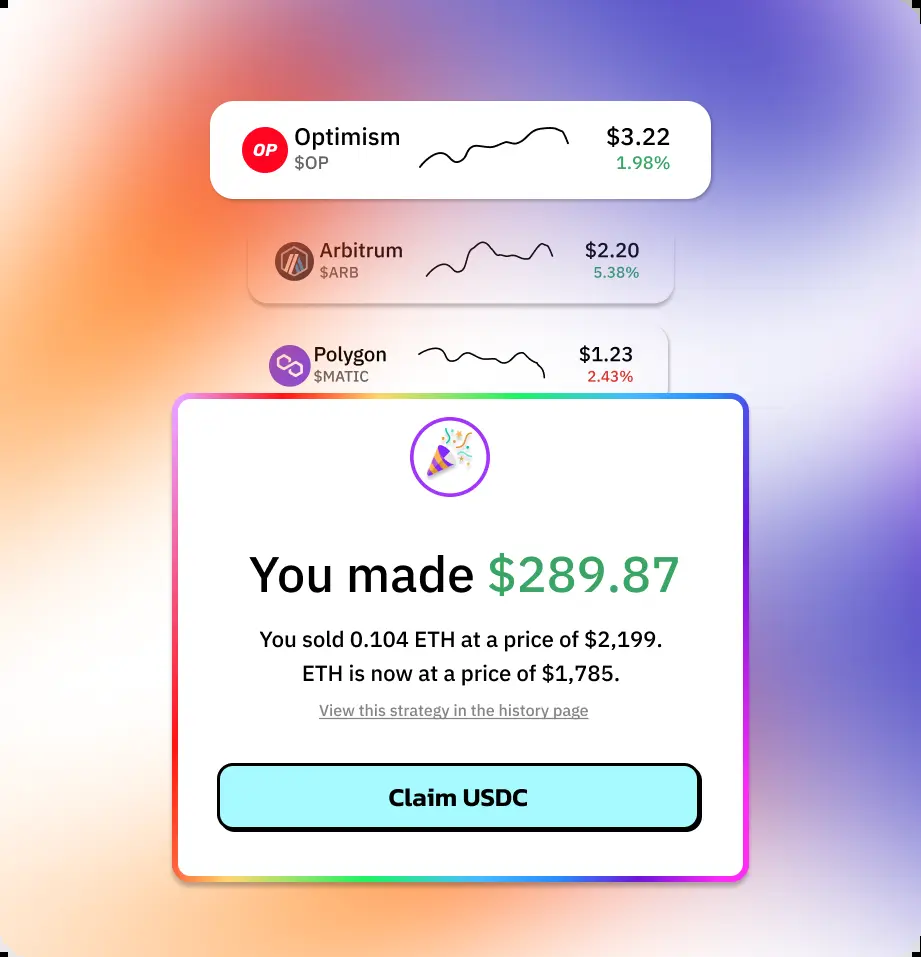 OP Optimism $3.22
$OP 1.98%
Arbitrum $2.20
$ARB 5.38%
Polygon $1.23
$MATIC 2.43%
You made $289.87
You sold 0.104 ETH at a price of $2,199.
ETH is now at a price of $1,785.
View this strategy in the history page
Claim USDC